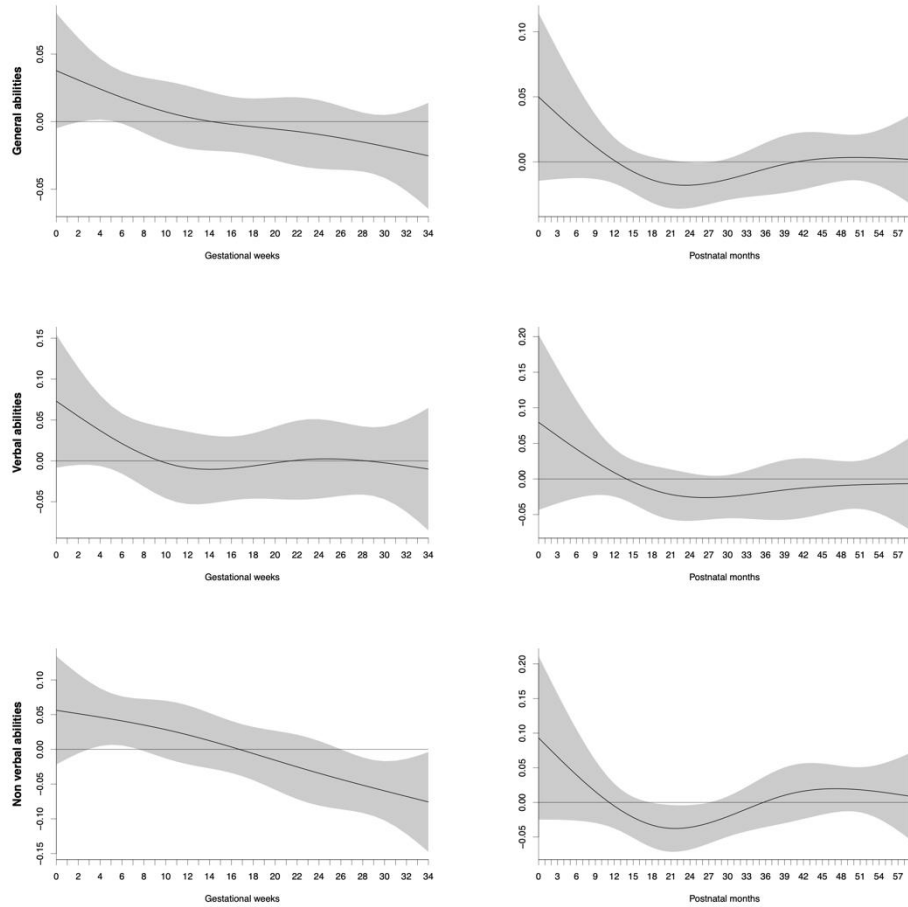 General abilities
0.05
0.00
−0.05
0 2 4 6 8 10 12 14 16 18 20 22 24 26 28 30 32 34
Gestational weeks
0.10
0.05
0.00
0 3 6 9 12 15 18 21 24 27 30 33 36 39 42 45 48 51 54 57
Postnatal months
Verbal abilities
0.15
0.10
0.05
0.00
−0.05
0 2 4 6 8 10 12 14 16 18 20 22 24 26 28 30 32 34
Gestational weeks
0.20
0.15
0.10
0.05
0.00
−0.05
0 3 6 9 12 15 18 21 24 27 30 33 36 39 42 45 48 51 54 57
Postnatal months
Non verbal abilities
0.10
0.05
0.00
−0.05
−0.10
−0.15
0 2 4 6 8 10 12 14 16 18 20 22 24 26 28 30 32 34
Gestational weeks
0.20
0.15
0.10
0.05
0.00
−0.05
0 3 6 9 12 15 18 21 24 27 30 33 36 39 42 45 48 51 54 57
Postnatal months